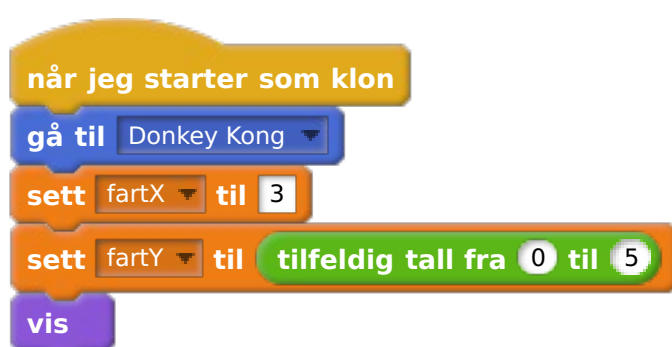 når jeg starter som klon
gå til Donkey Kong
sett fartX til 3
sett fartY til tilfeldig tall fra 0 til 5
vis